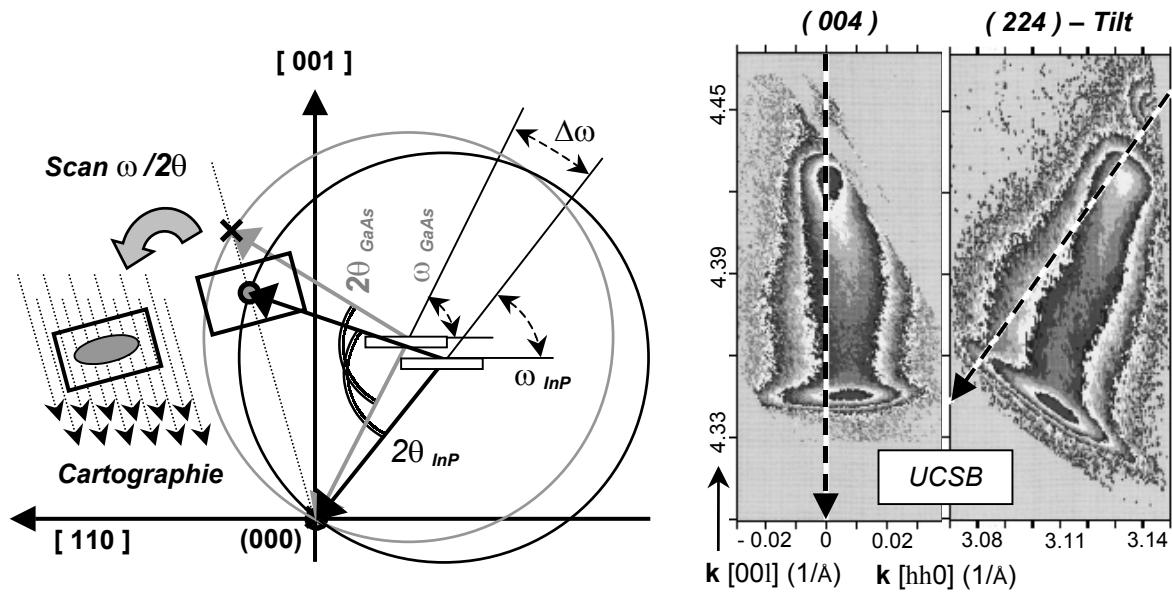 [ 001 ]
Δω
Scan ω /2θ
2θ GaAs
ω GaAs
ω InP
2θ InP
Cartographie
[ 110 ]
(000)
( 004 )
( 224 ) – Tilt
4.45
4.39
4.33
UCSB
- 0.02
0
0.02
3.08
3.11
3.14
k [00l] (1/Å)
k [hh0] (1/Å)